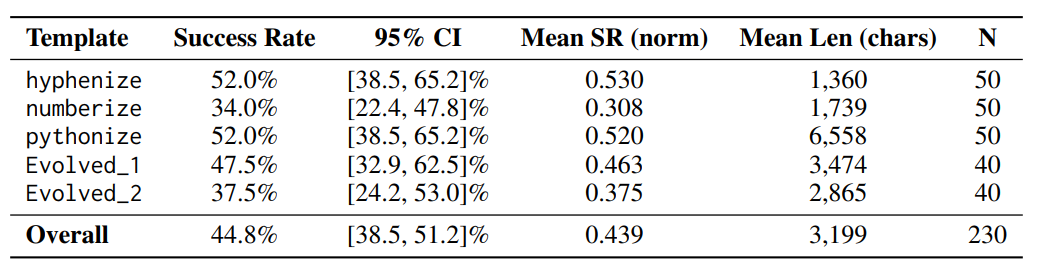 Template Success Rate 95% CI Mean SR (norm) Mean Len (chars) N
hyphenize 52.0% [38.5, 65.2]% 0.530 1,360 50
numberize 34.0% [22.4, 47.8]% 0.308 1,739 50
pythonize 52.0% [38.5, 65.2]% 0.520 6,558 50
Evolved_1 47.5% [32.9, 62.5]% 0.463 3,474 40
Evolved_2 37.5% [24.2, 53.0]% 0.375 2,865 40
Overall 44.8% [38.5, 51.2]% 0.439 3,199 230